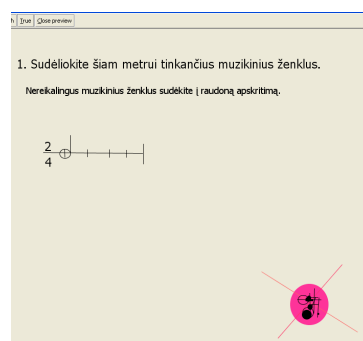 True Close preview
1. Sudėliokite šiam metrui tinkančius muzikinius ženklus.
Nereikalingus muzikinius ženklus sudėkite į raudoną apskritimą.
2
4